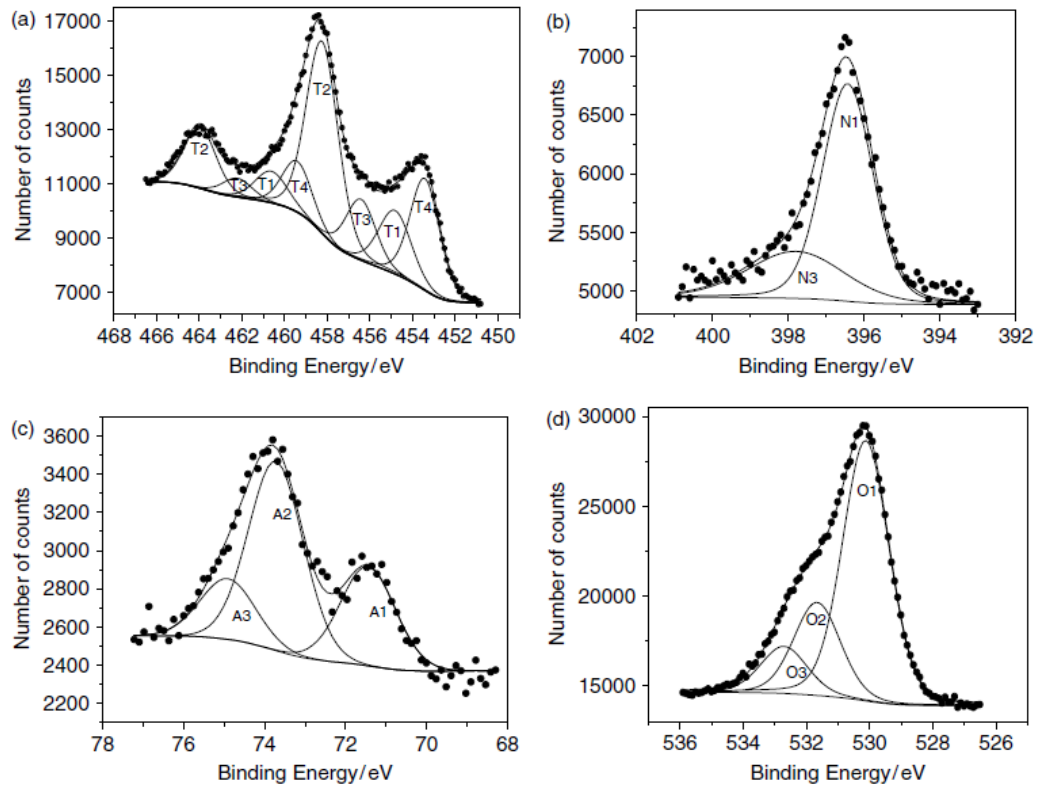 (a)
17000
15000
13000
11000
9000
7000
Number of counts
T2
T3
T1
T4
T2
T3
T1
T4
468 466 464 462 460 458 456 454 452 450
Binding Energy/eV
(b)
7000
6500
6000
5500
5000
Number of counts
N1
N3
402 400 398 396 394 392
Binding Energy/eV
(c)
3600
3400
3200
3000
2800
2600
2400
2200
Number of counts
A2
A3
A1
78 76 74 72 70 68
Binding Energy/eV
(d)
30000
25000
20000
15000
Number of counts
O1
O2
O3
536 534 532 530 528 526
Binding Energy/eV